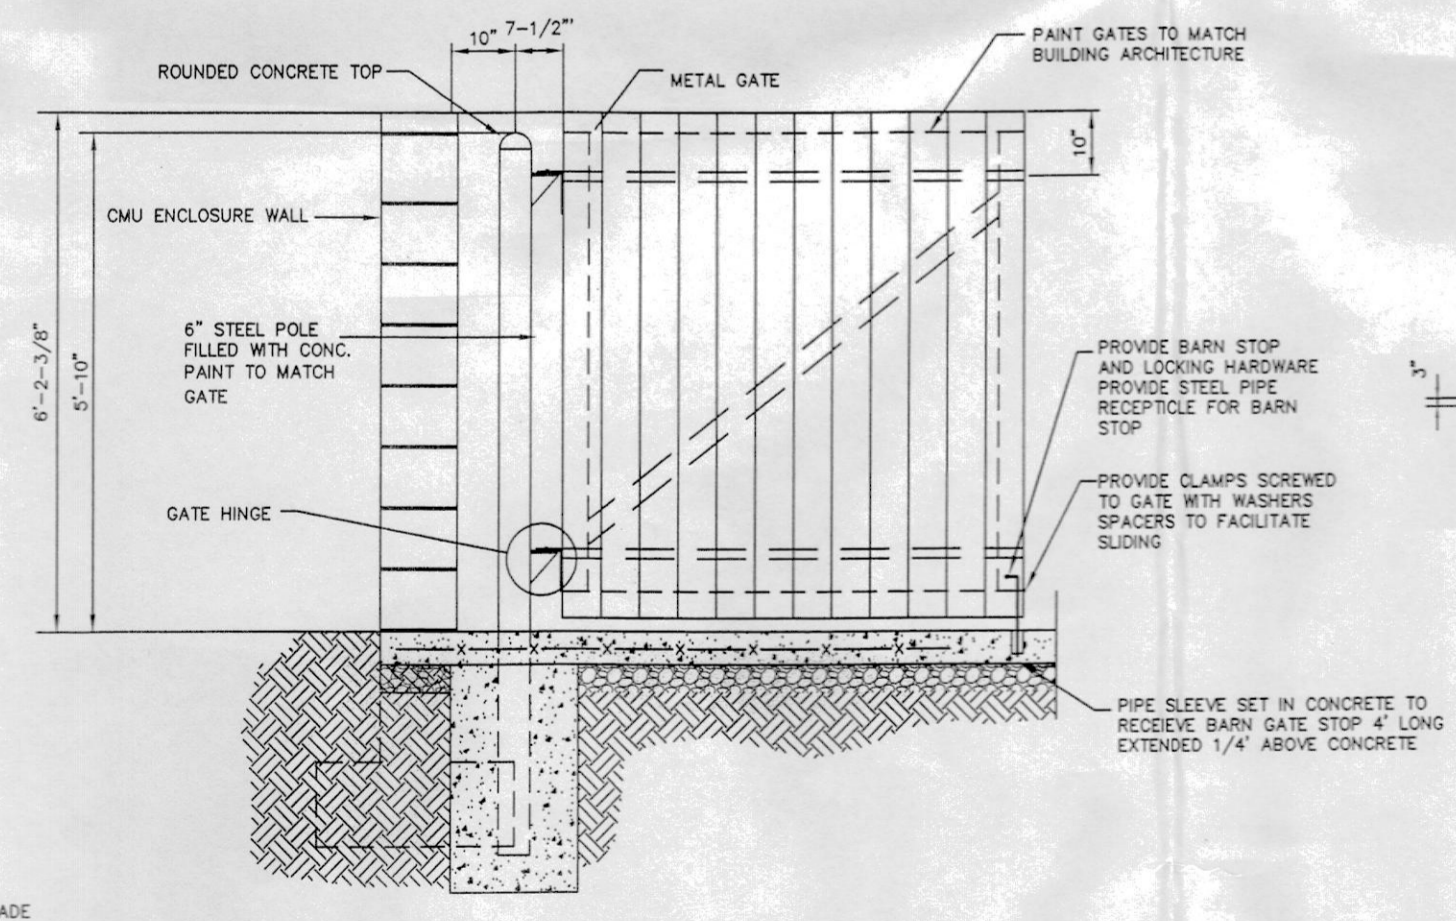 10" 7-1/2"'
ROUNDED CONCRETE TOP
METAL GATE
PAINT GATES TO MATCH
BUILDING ARCHITECTURE
10"
CMU ENCLOSURE WALL
6'-2-3/8"
5'-10"
6" STEEL POLE
FILLED WITH CONC.
PAINT TO MATCH
GATE
PROVIDE BARN STOP
AND LOCKING HARDWARE
PROVIDE STEEL PIPE
RECEPTICLE FOR BARN
STOP
3"
GATE HINGE
PROVIDE CLAMPS SCREWED
TO GATE WITH WASHERS
SPACERS TO FACILITATE
SLIDING
PIPE SLEEVE SET IN CONCRETE TO
RECEIEVE BARN GATE STOP 4' LONG
EXTENDED 1/4' ABOVE CONCRETE
ADE